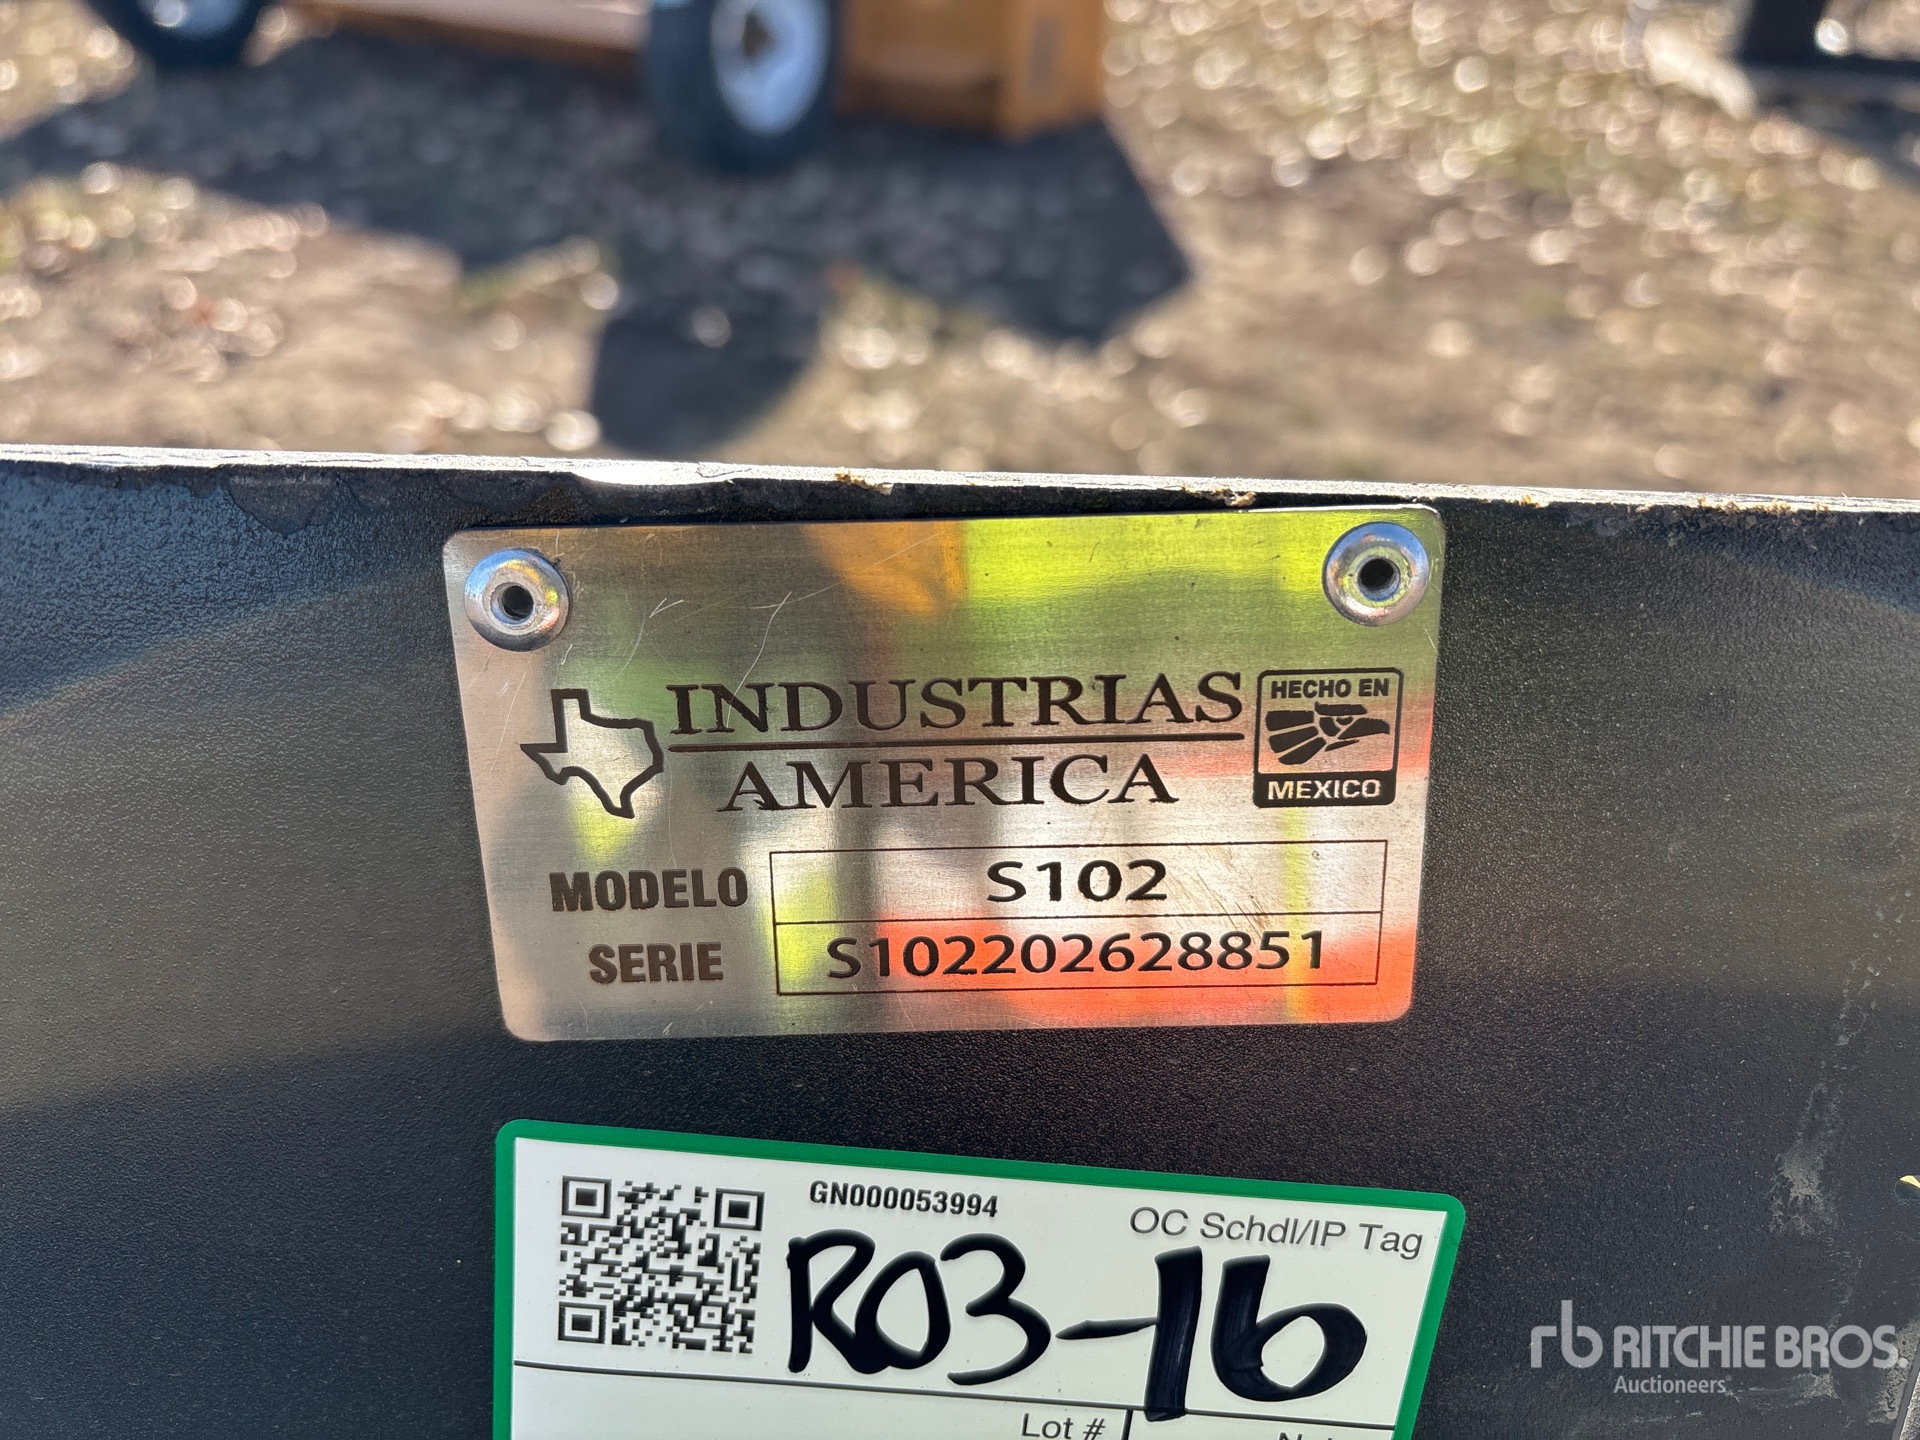 INDUSTRIAS
AMERICA
HECHO EN
MEXICO
MODELO S102
SERIE S102202628851
GN000053994
OC Schdl/IP Tag
R03-16
Lot #
rb RITCHIE BROS.
Auctioneers